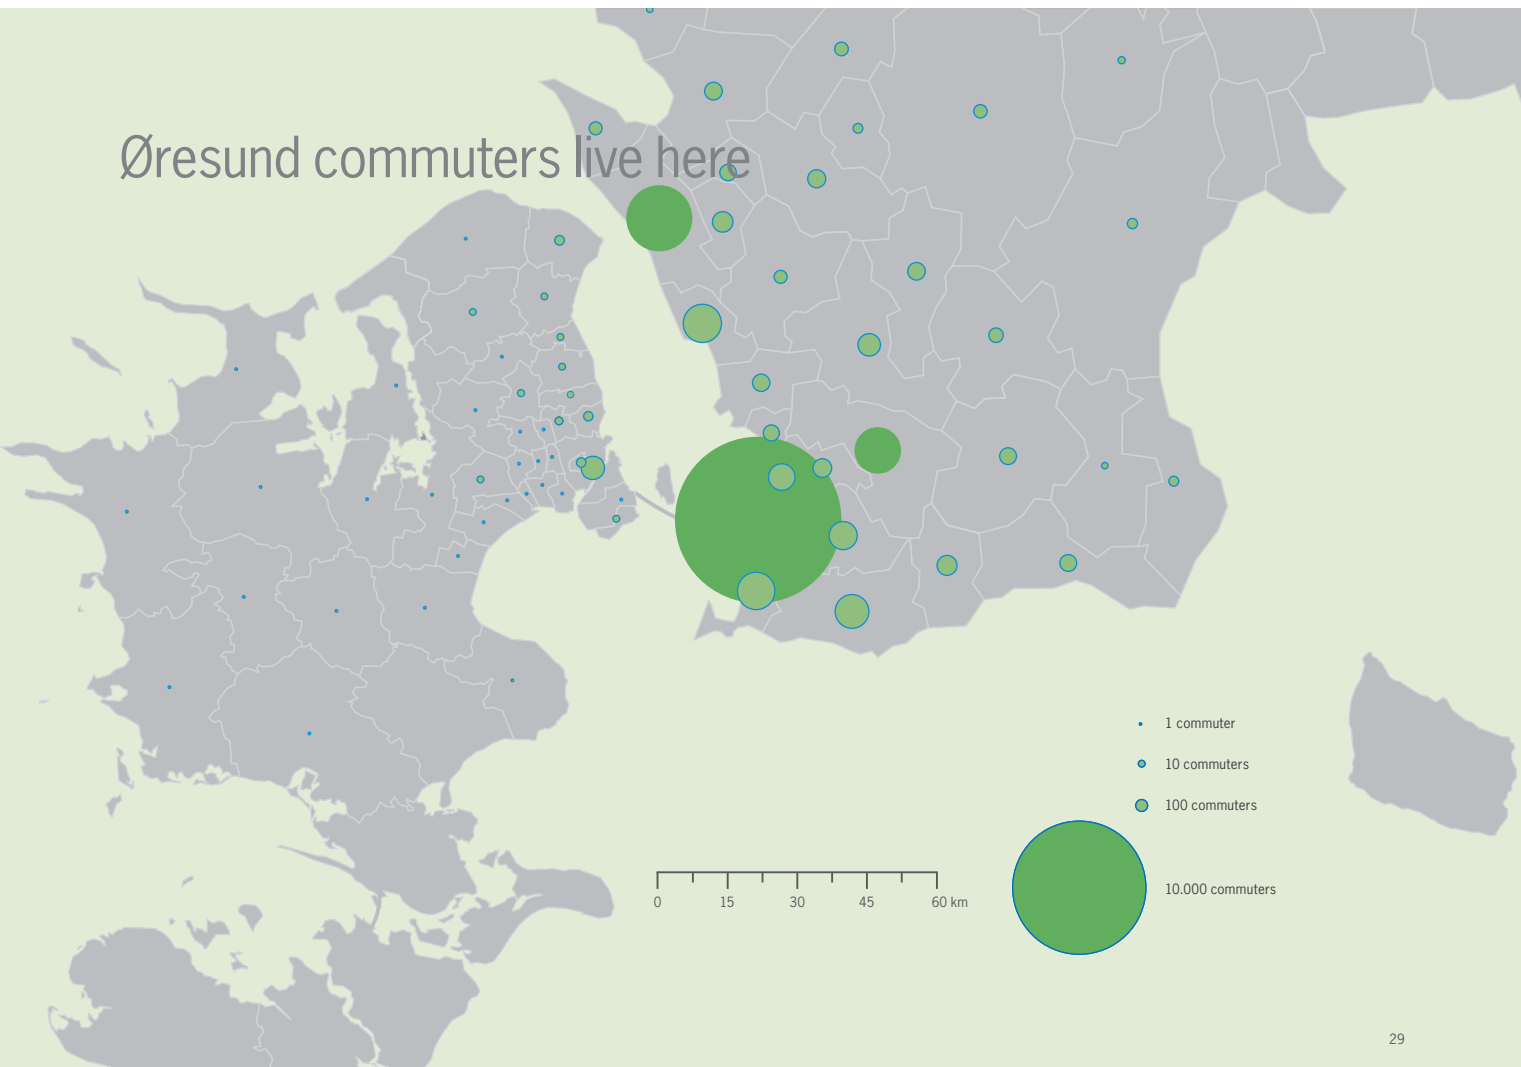 Øresund commuters live here
1 commuter
10 commuters
100 commuters
10.000 commuters
0 15 30 45 60 km
29